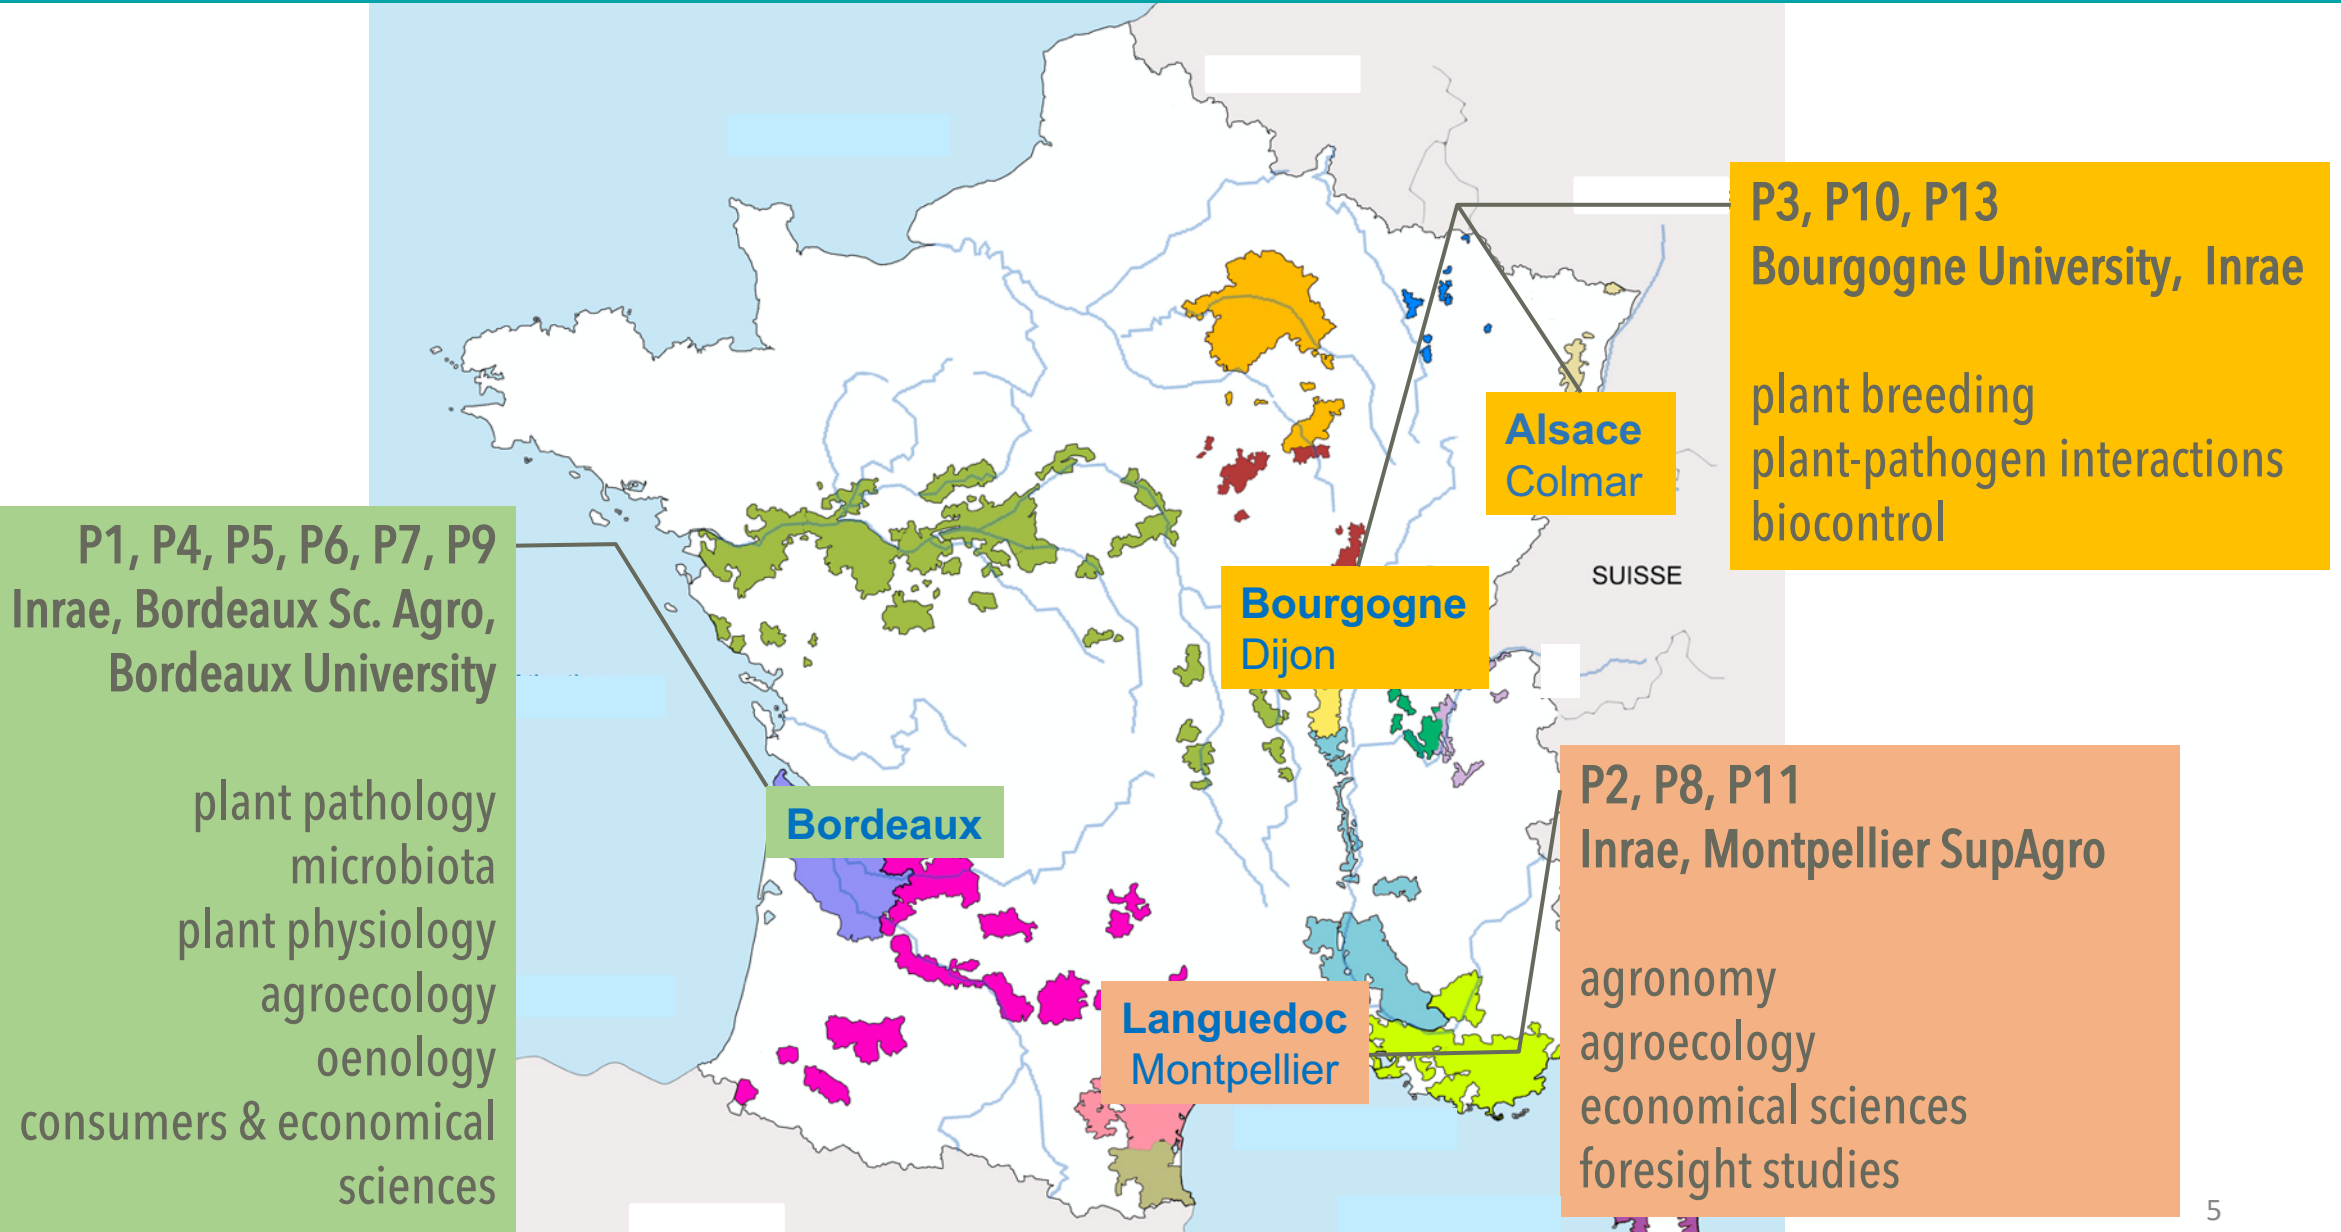 P3, P10, P13
Bourgogne University, Inrae
plant breeding
plant-pathogen interactions
biocontrol
Alsace
Colmar
SUISSE
Bourgogne
Dijon
P1, P4, P5, P6, P7, P9
Inrae, Bordeaux Sc. Agro,
Bordeaux University
plant pathology
microbiota
plant physiology
agroecology
oenology
consumers & economical
sciences
Bordeaux
P2, P8, P11
Inrae, Montpellier SupAgro
agronomy
agroecology
economical sciences
foresight studies
Languedoc
Montpellier
5